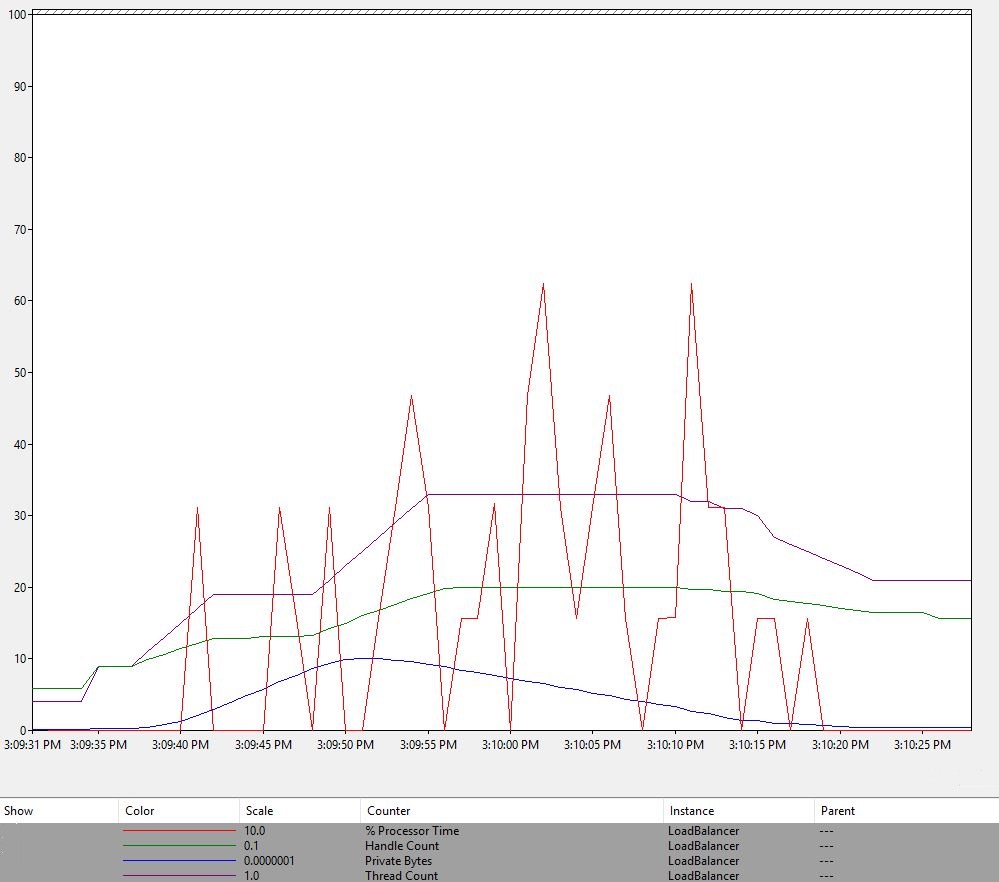 100
90
80
70
60
50
40
30
20
10
0
3:09:31 PM 3:09:35 PM 3:09:40 PM 3:09:45 PM 3:09:50 PM 3:09:55 PM 3:10:00 PM 3:10:05 PM 3:10:10 PM 3:10:15 PM 3:10:20 PM 3:10:25 PM
Show Color Scale Counter Instance Parent
10.0 % Processor Time LoadBalancer ---
0.1 Handle Count LoadBalancer ---
0.0000001 Private Bytes LoadBalancer ---
1.0 Thread Count LoadBalancer ---